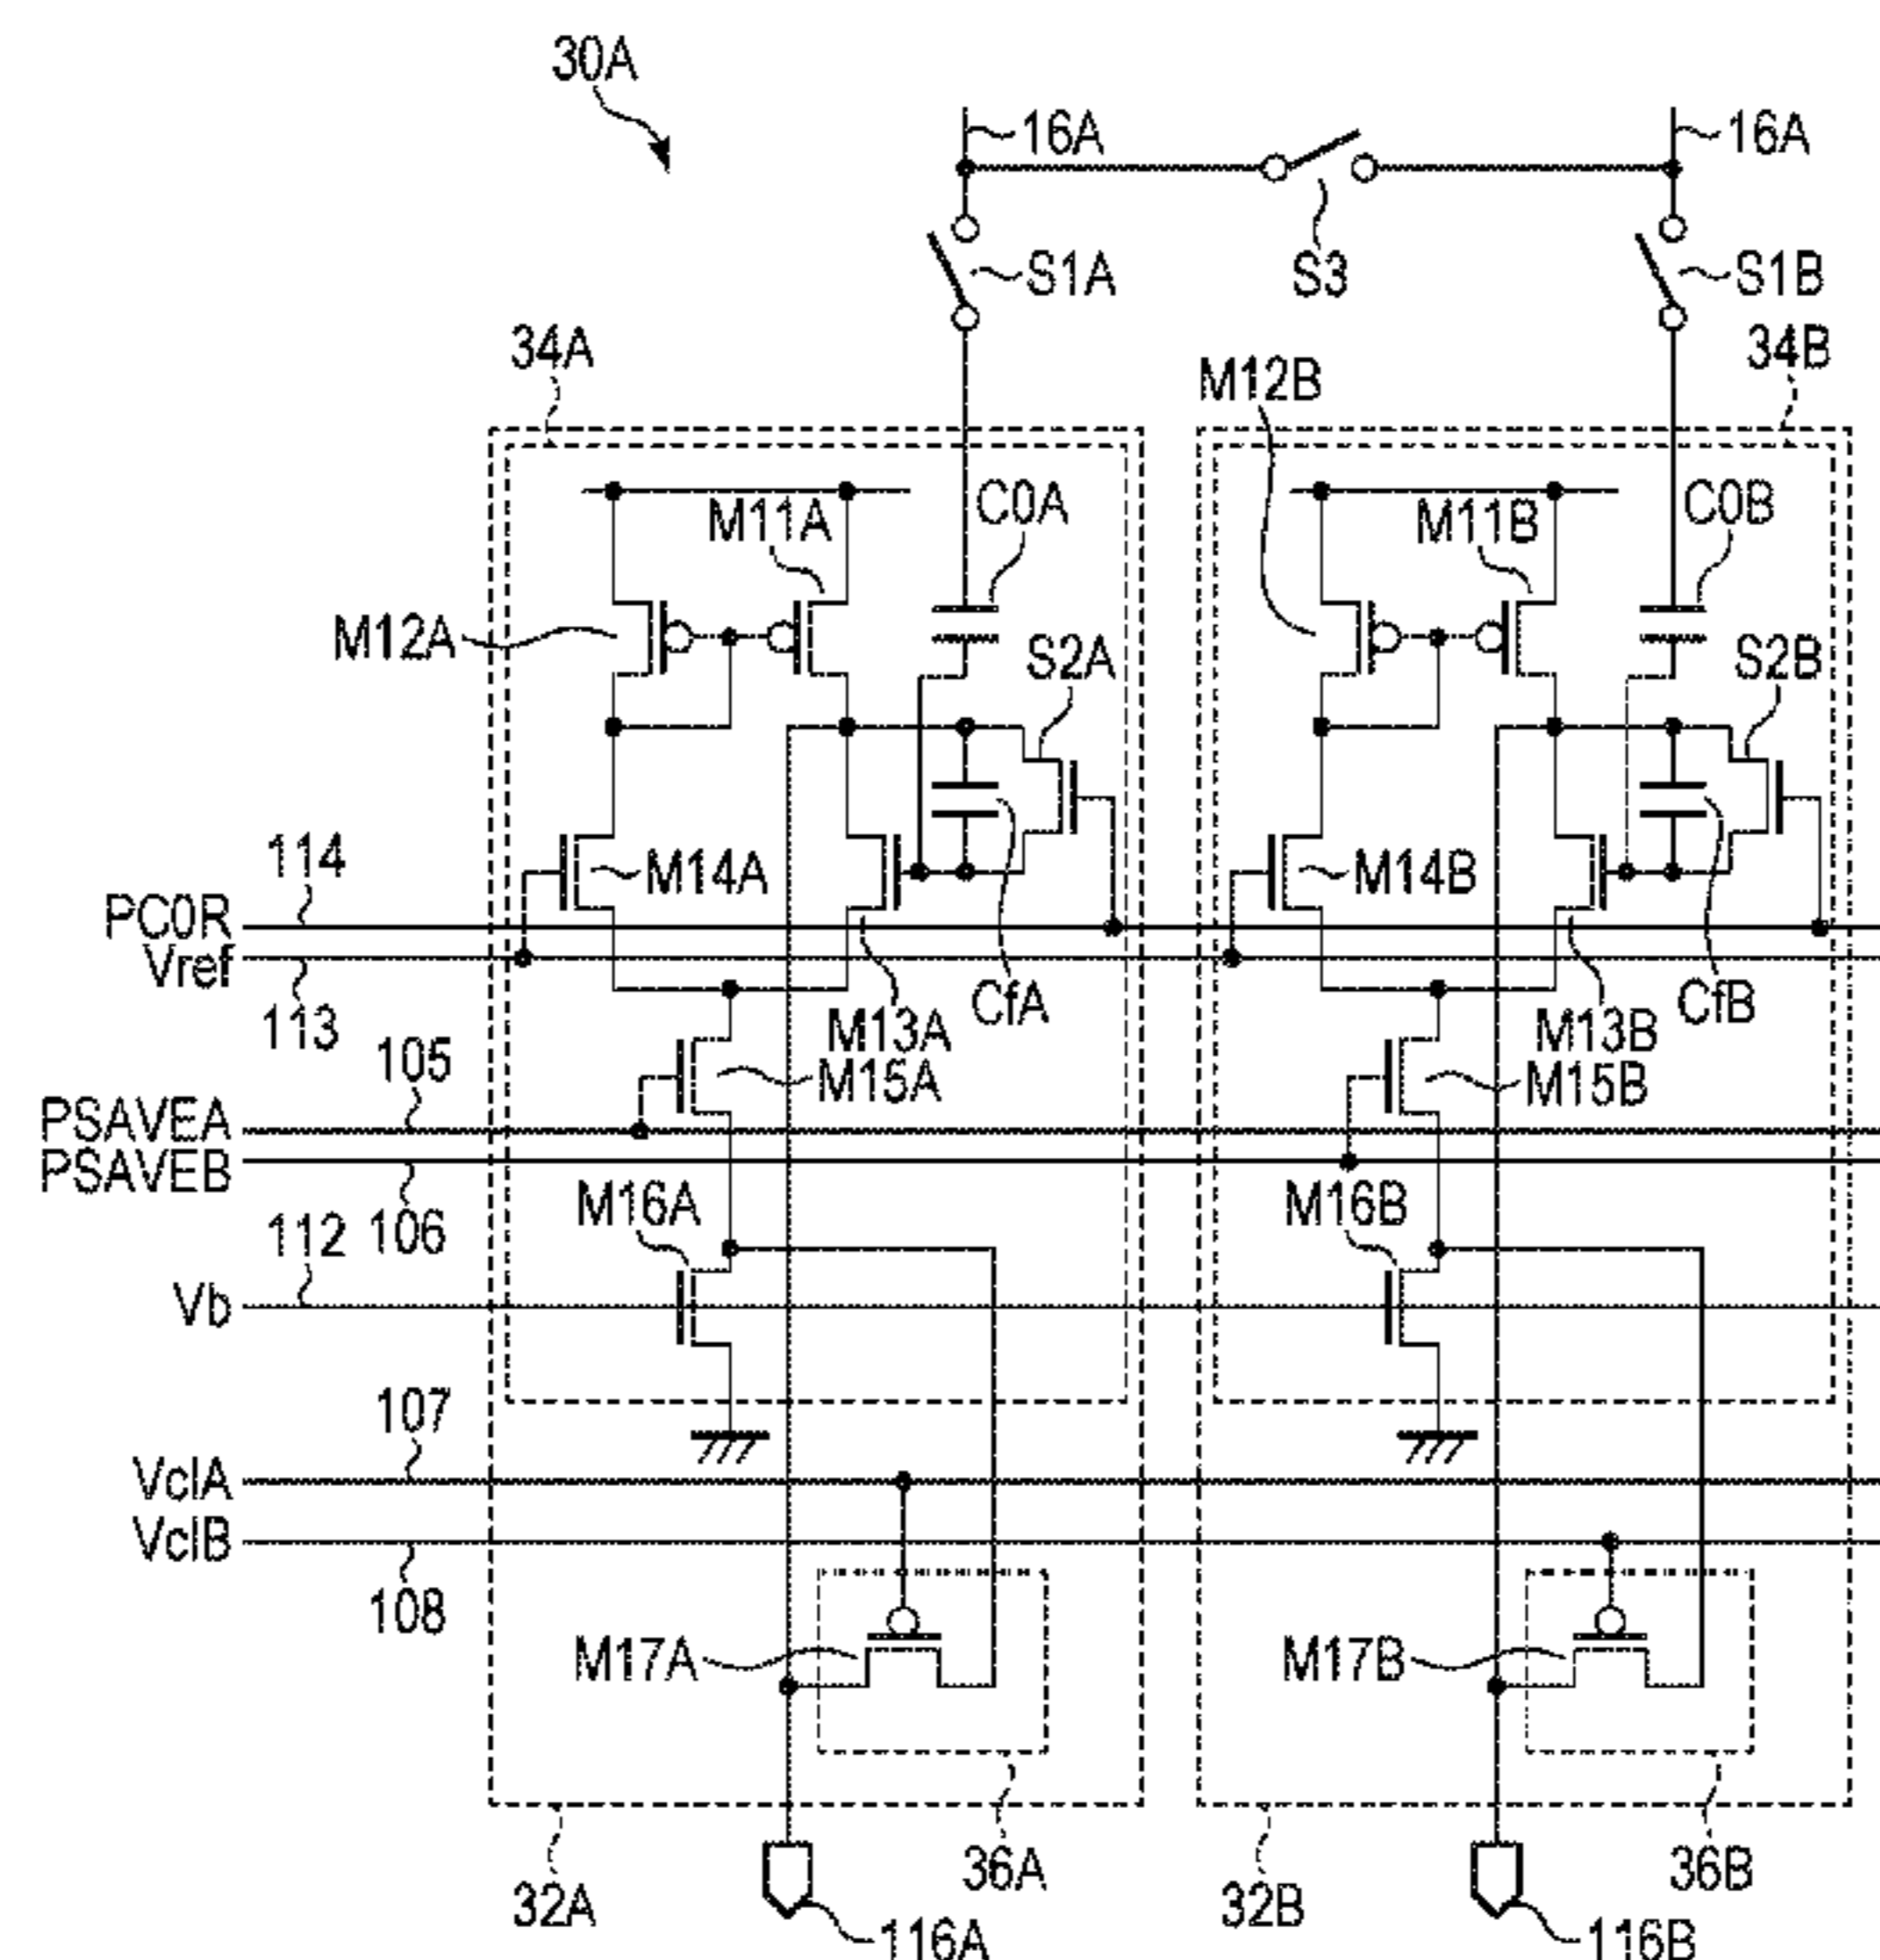 30A
16A
16A
S1A
S3
S1B
34A
34B
M12B
M11A
C0A
M11B
C0B
M12A
S2A
S2B
114
M14A
M14B
PC0R
Vref
113
CfA
CfB
M13A
M13B
105
M15A
M15B
PSAVEA
PSAVEB
106
M16A
M16B
112
Vb
107
VclA
VclB
108
M17A
M17B
36A
36B
32A
32B
116A
116B